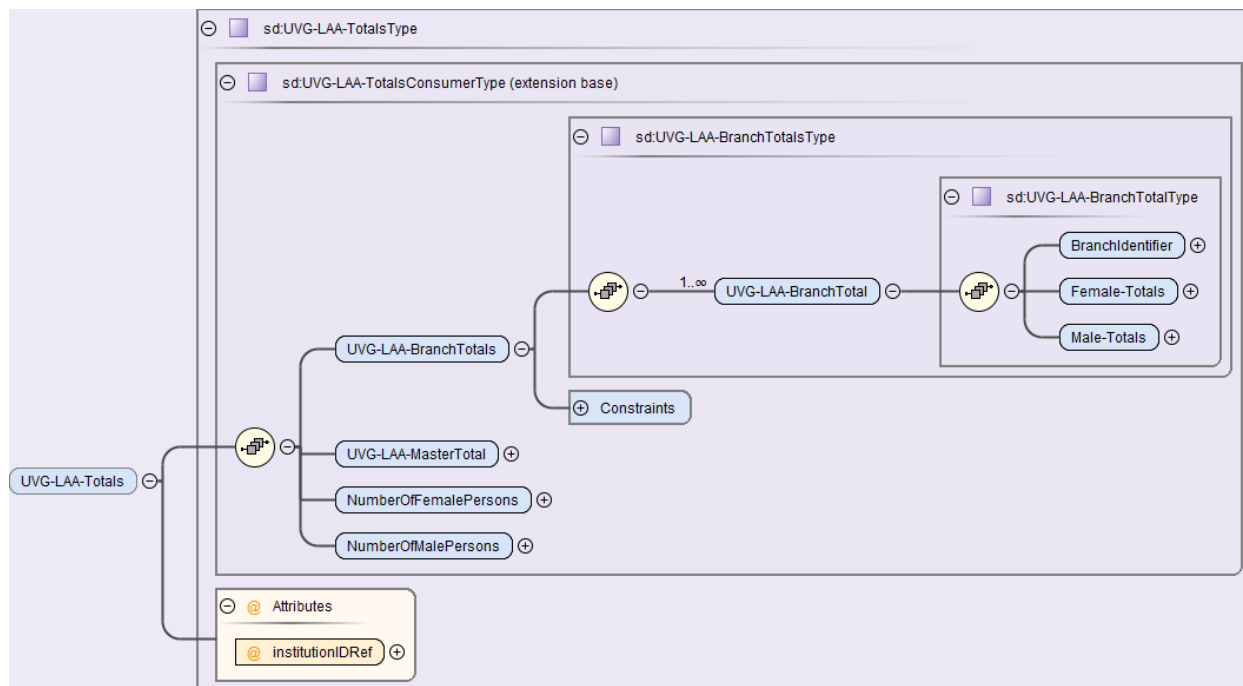 sd:UVG-LAA-TotalsType
sd:UVG-LAA-TotalsConsumerType (extension base)
sd:UVG-LAA-BranchTotalsType
sd:UVG-LAA-BranchTotalType
BranchIdentifier
1..∞
UVG-LAA-BranchTotal
Female-Totals
Male-Totals
UVG-LAA-BranchTotals
Constraints
UVG-LAA-MasterTotal
UVG-LAA-Totals
NumberOfFemalePersons
NumberOfMalePersons
@ Attributes
@ institutionIDRef